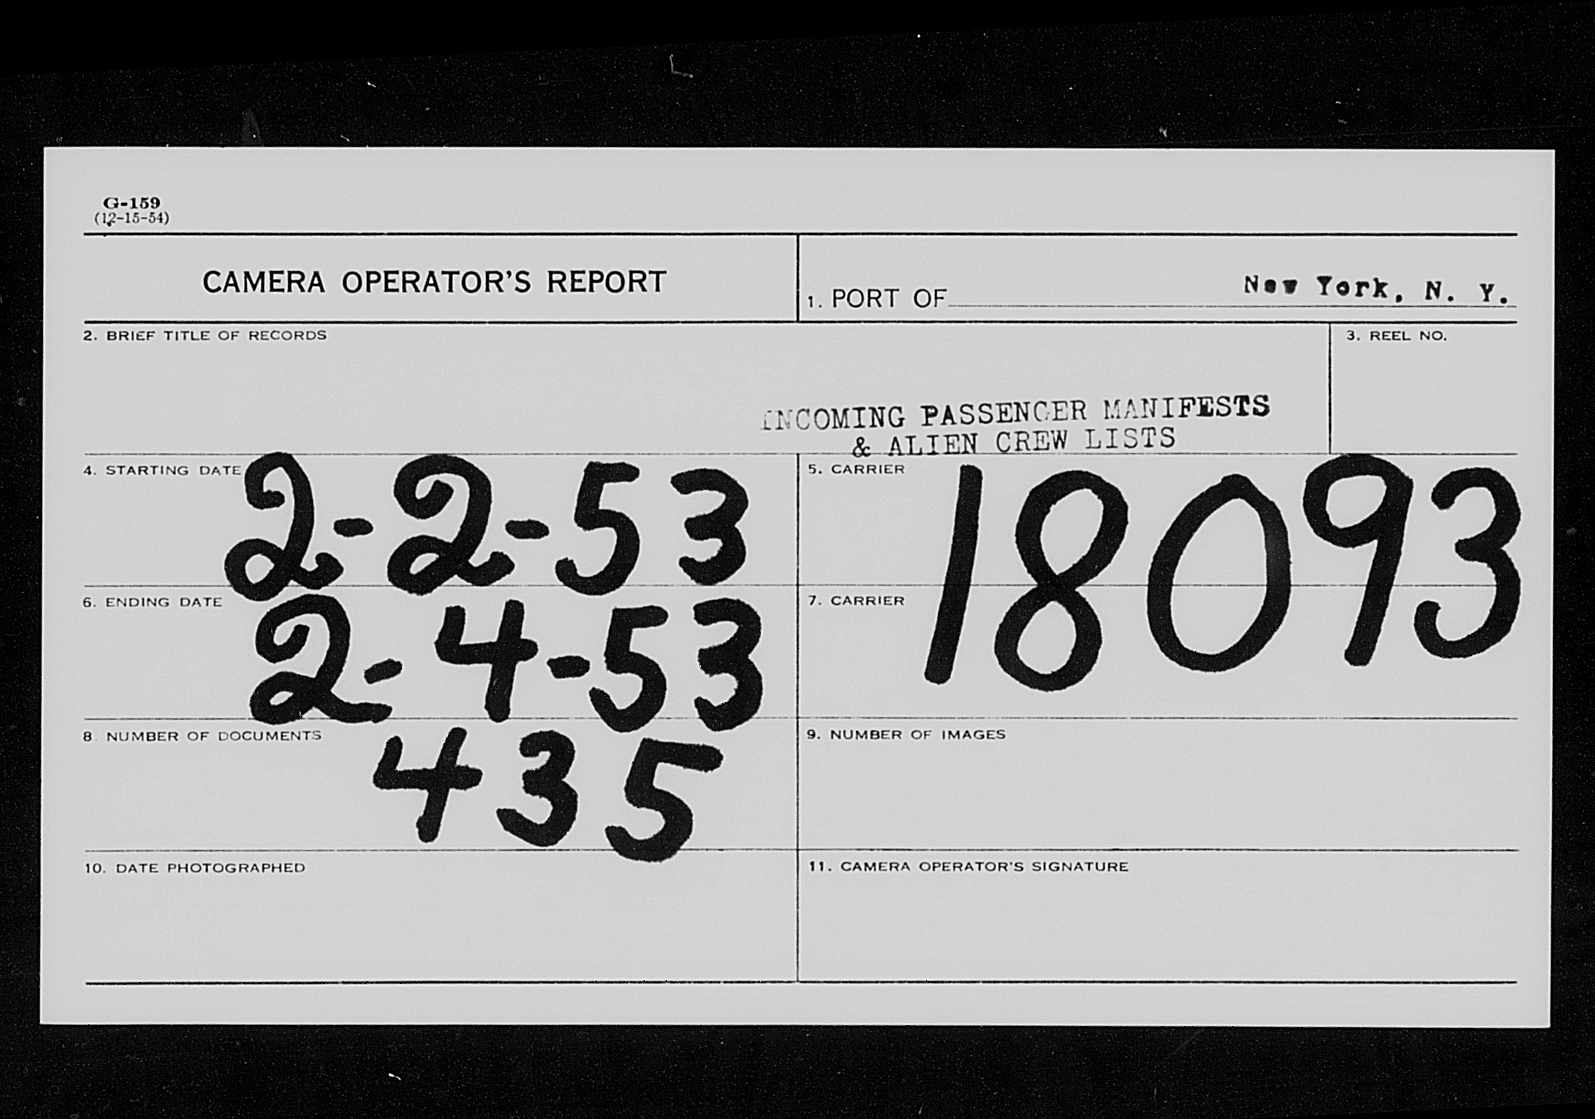 G-159
(12-15-54)
CAMERA OPERATOR'S REPORT
1. PORT OF New York, N. Y.
2. BRIEF TITLE OF RECORDS
3. REEL NO.
INCOMING PASSENGER MANIFESTS
& ALIEN CREW LISTS
4. STARTING DATE 2-2-53
5. CARRIER 18093
6. ENDING DATE 2-4-53
7. CARRIER
8 NUMBER OF DOCUMENTS 435
9. NUMBER OF IMAGES
10. DATE PHOTOGRAPHED
11. CAMERA OPERATOR'S SIGNATURE